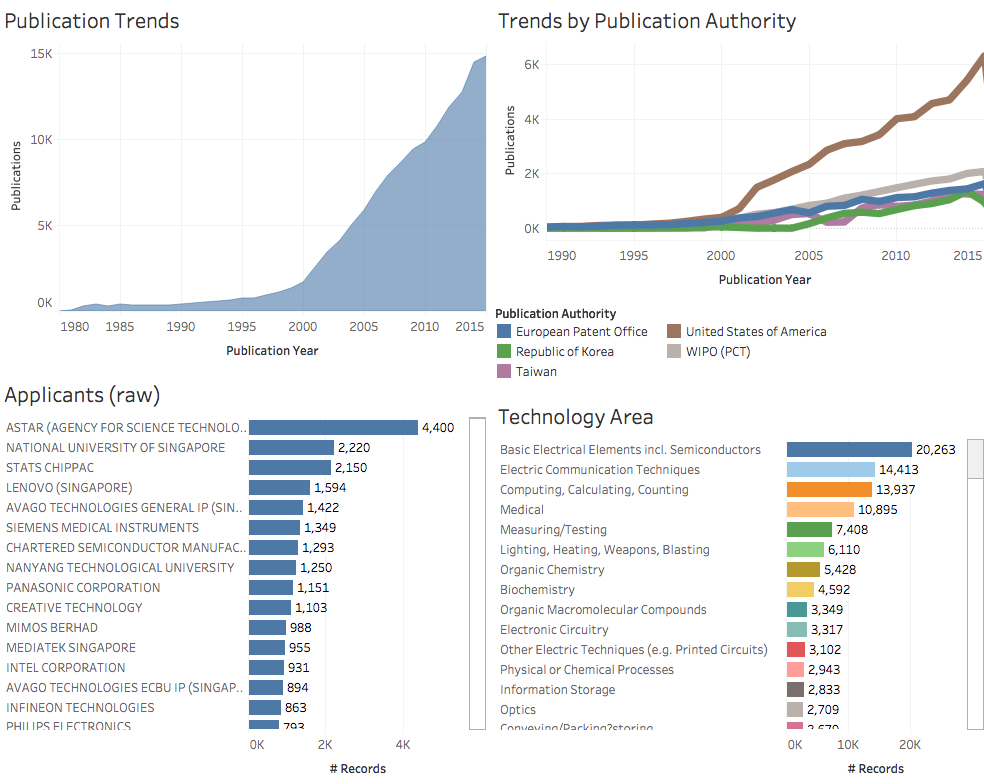 Publication Trends
15K
10K
5K
0K
Publications
1980 1985 1990 1995 2000 2005 2010 2015
Publication Year
Trends by Publication Authority
6K
4K
2K
0K
Publications
1990 1995 2000 2005 2010 2015
Publication Year
Publication Authority
European Patent Office United States of America
Republic of Korea WIPO (PCT)
Taiwan
Applicants (raw)
ASTAR (AGENCY FOR SCIENCE TECHNOLO.. 4,400
NATIONAL UNIVERSITY OF SINGAPORE 2,220
STATS CHIPPAC 2,150
LENOVO (SINGAPORE) 1,594
AVAGO TECHNOLOGIES GENERAL IP (SIN.. 1,422
SIEMENS MEDICAL INSTRUMENTS 1,349
CHARTERED SEMICONDUCTOR MANUFAC.. 1,293
NANYANG TECHNOLOGICAL UNIVERSITY 1,250
PANASONIC CORPORATION 1,151
CREATIVE TECHNOLOGY 1,103
MIMOS BERHAD 988
MEDIATEK SINGAPORE 955
INTEL CORPORATION 931
AVAGO TECHNOLOGIES ECBU IP (SINGAP.. 894
INFINEON TECHNOLOGIES 863
PHILIPS ELECTRONICS 793
0K 2K 4K
# Records
Technology Area
Basic Electrical Elements incl. Semiconductors 20,263
Electric Communication Techniques 14,413
Computing, Calculating, Counting 13,937
Medical 10,895
Measuring/Testing 7,408
Lighting, Heating, Weapons, Blasting 6,110
Organic Chemistry 5,428
Biochemistry 4,592
Organic Macromolecular Compounds 3,349
Electronic Circuitry 3,317
Other Electric Techniques (e.g. Printed Circuits) 3,102
Physical or Chemical Processes 2,943
Information Storage 2,833
Optics 2,709
Conveying/Packing?storing 2,670
0K 10K 20K
# Records